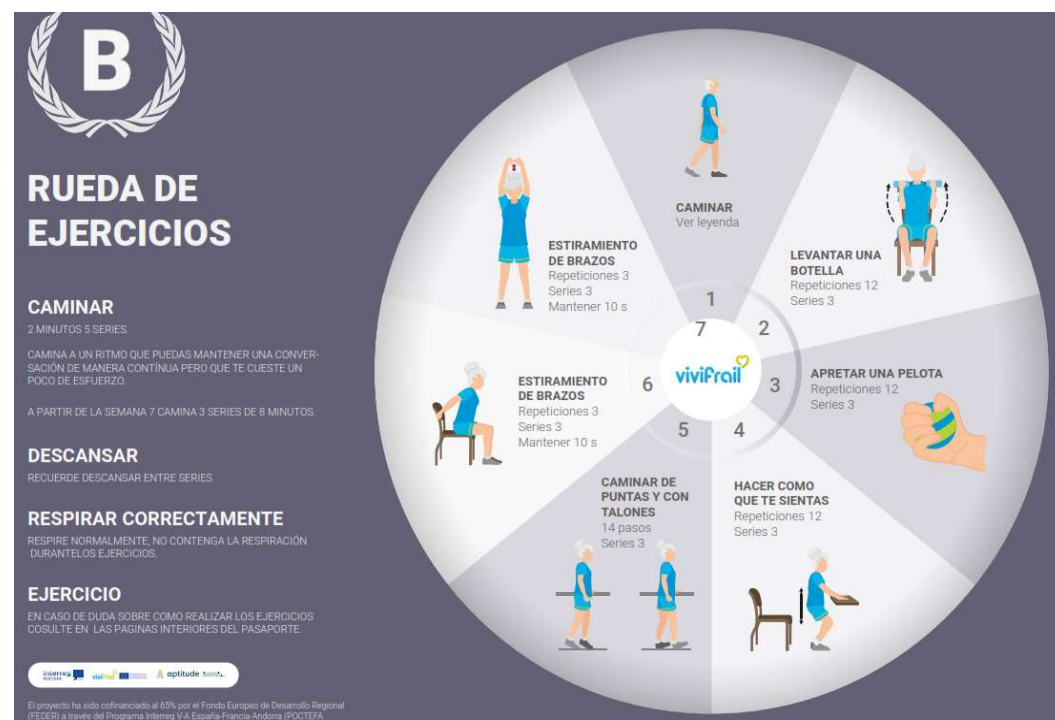 B
RUEDA DE
EJERCICIOS
CAMINAR
2 MINUTOS 5 SERIES.
CAMINA A UN RITMO QUE PUEDAS MANTENER UNA CONVER-
SACIÓN DE MANERA CONTÍNUA PERO QUE TE CUESTE UN
POCO DE ESFUERZO.
A PARTIR DE LA SEMANA 7 CAMINA 3 SERIES DE 8 MINUTOS.
DESCANSAR
RECUERDE DESCANSAR ENTRE SERIES
RESPIRAR CORRECTAMENTE
RESPIRE NORMALMENTE, NO CONTENGA LA RESPIRACIÓN
DURANTELOS EJERCICIOS.
EJERCICIO
EN CASO DE DUDA SOBRE COMO REALIZAR LOS EJERCICIOS
COSULTE EN LAS PAGINAS INTERIORES DEL PASAPORTE.
interreg
POCTEFA
vivifrail
aptitude
El proyecto ha sido cofinanciado al 65% por el Fondo Europeo de Desarrollo Regional
(FEDER) a través del Programa Interreg V-A España-Francia-Andorra (POCTEFA
CAMINAR
Ver leyenda
1
LEVANTAR UNA
BOTELLA
Repeticiones 12
Series 3
2
APRETAR UNA PELOTA
Repeticiones 12
Series 3
3
HACER COMO
QUE TE SIENTAS
Repeticiones 12
Series 3
4
CAMINAR DE
PUNTAS Y CON
TALONES
14 pasos
Series 3
5
ESTIRAMIENTO
DE BRAZOS
Repeticiones 3
Series 3
Mantener 10 s
6
ESTIRAMIENTO
DE BRAZOS
Repeticiones 3
Series 3
Mantener 10 s
7
vivifrail